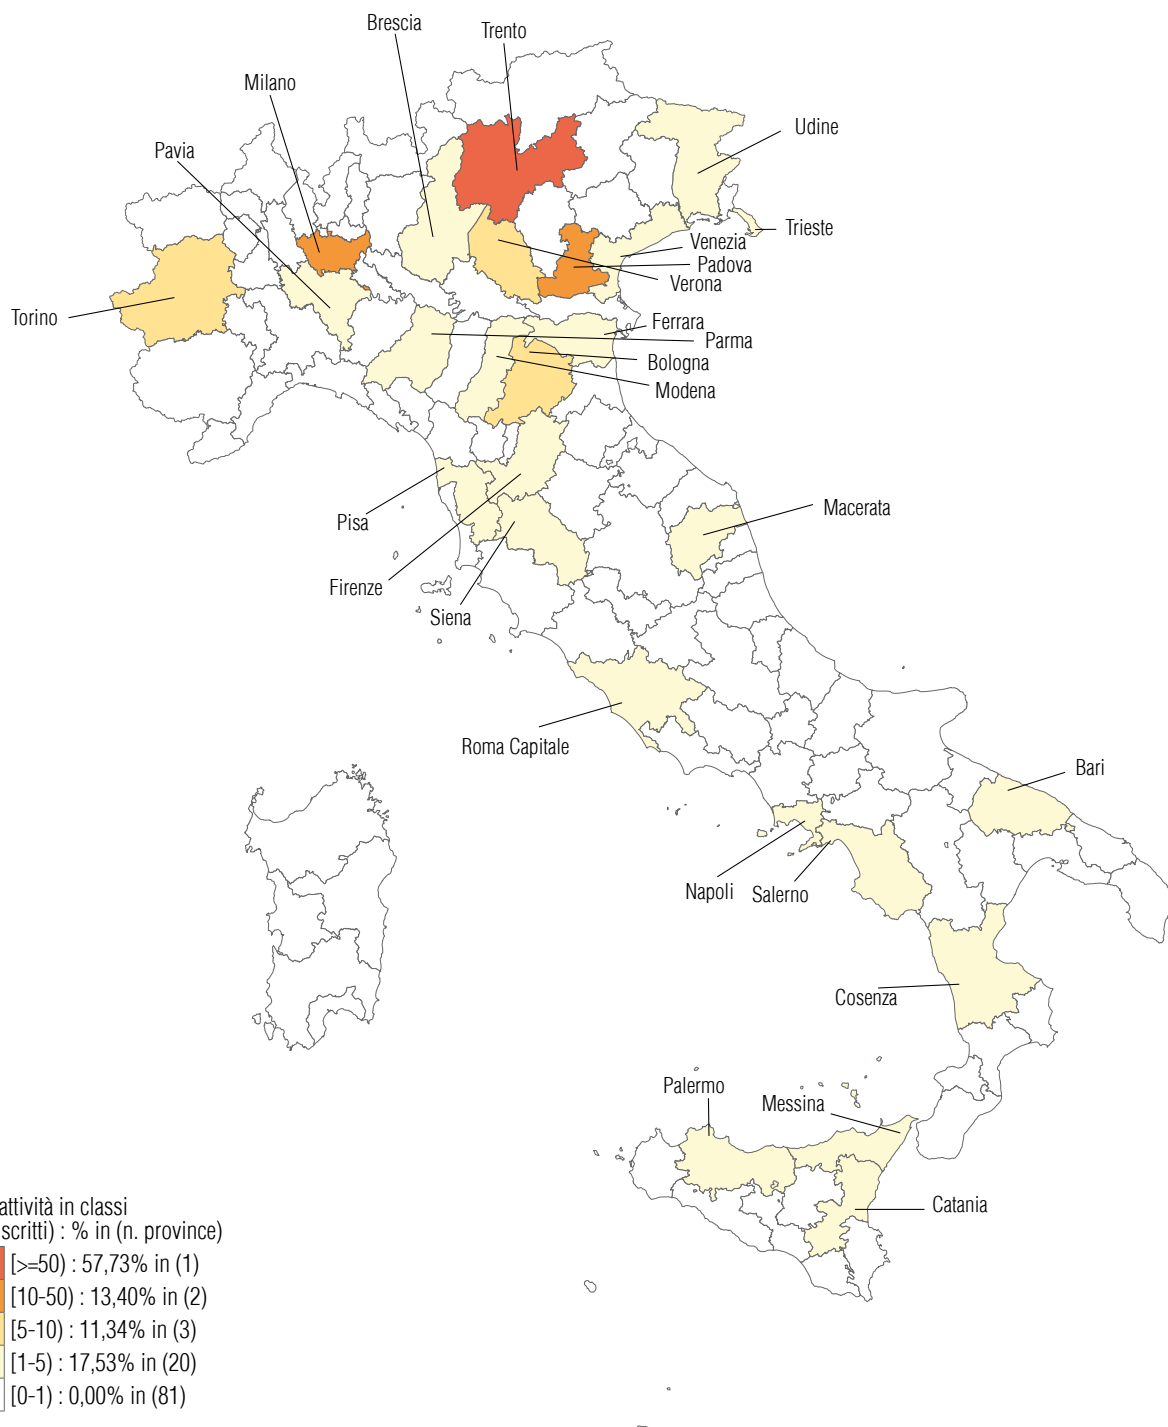 Brescia
Trento
Milano
Udine
Pavia
Trieste
Venezia
Padova
Verona
Torino
Ferrara
Parma
Bologna
Modena
Macerata
Pisa
Firenze
Siena
Roma Capitale
Bari
Napoli
Salerno
Cosenza
Palermo
Messina
Catania
attività in classi
scritti) : % in (n. province)
[>=50) : 57,73% in (1)
[10-50) : 13,40% in (2)
[5-10) : 11,34% in (3)
[1-5) : 17,53% in (20)
[0-1) : 0,00% in (81)